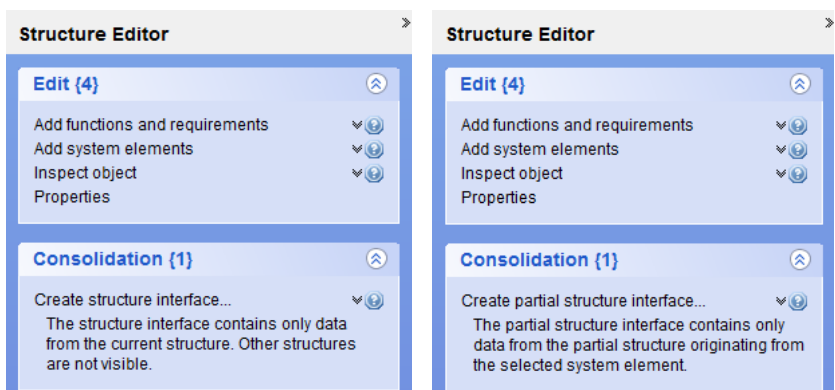 Structure Editor
Edit {4}
Add functions and requirements
Add system elements
Inspect object
Properties
Consolidation {1}
Create structure interface...
The structure interface contains only data
from the current structure. Other structures
are not visible.
Structure Editor
Edit {4}
Add functions and requirements
Add system elements
Inspect object
Properties
Consolidation {1}
Create partial structure interface...
The partial structure interface contains only
data from the partial structure originating from
the selected system element.